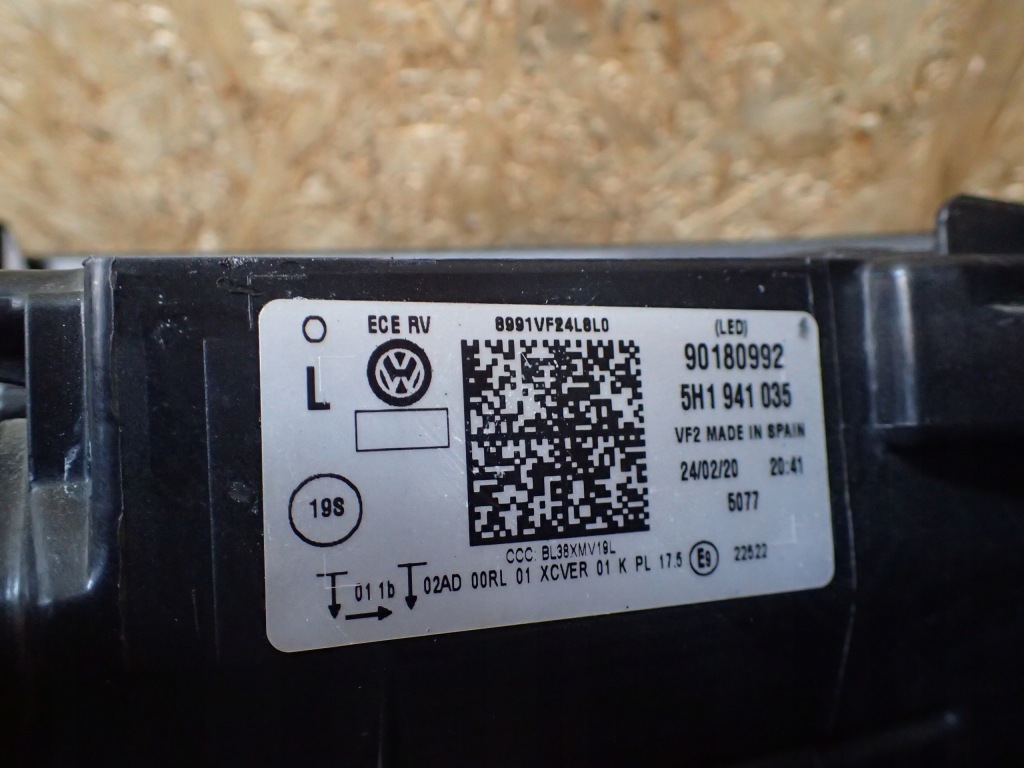 ECE RV
8991VF24L8L0
(LED)
L
90180992
5H1 941 035
VF2 MADE IN SPAIN
24/02/20 20:41
19S
5077
CCC: BL38XMV19L
01 1b 02AD 00RL 01 XCVER 01 K PL 17.5 E9 22522